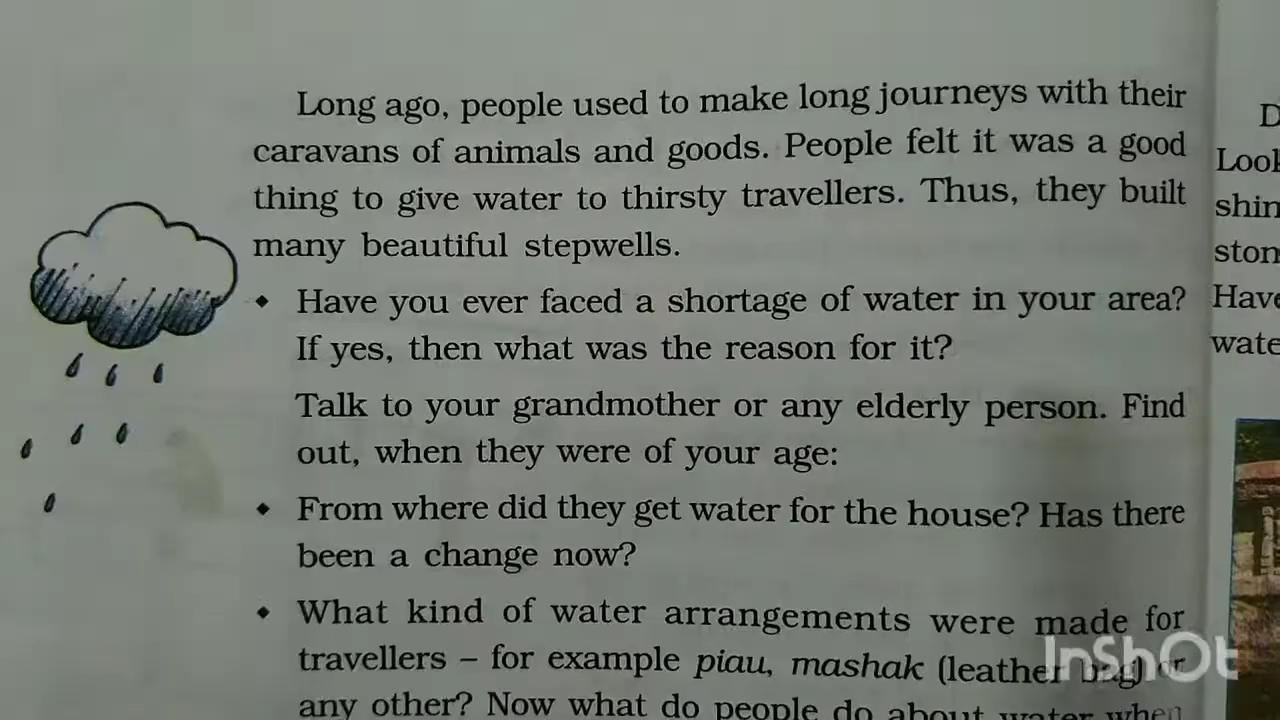 Long ago, people used to make long journeys with their
caravans of animals and goods. People felt it was a good
thing to give water to thirsty travellers. Thus, they built
many beautiful stepwells.
• Have you ever faced a shortage of water in your area?
If yes, then what was the reason for it?
Talk to your grandmother or any elderly person. Find
out, when they were of your age:
• From where did they get water for the house? Has there
been a change now?
• What kind of water arrangements were made for
travellers – for example piau, mashak (leather bag) or
any other? Now what do people do about water when
D
Look
shin
ston
Have
wate
InShOt